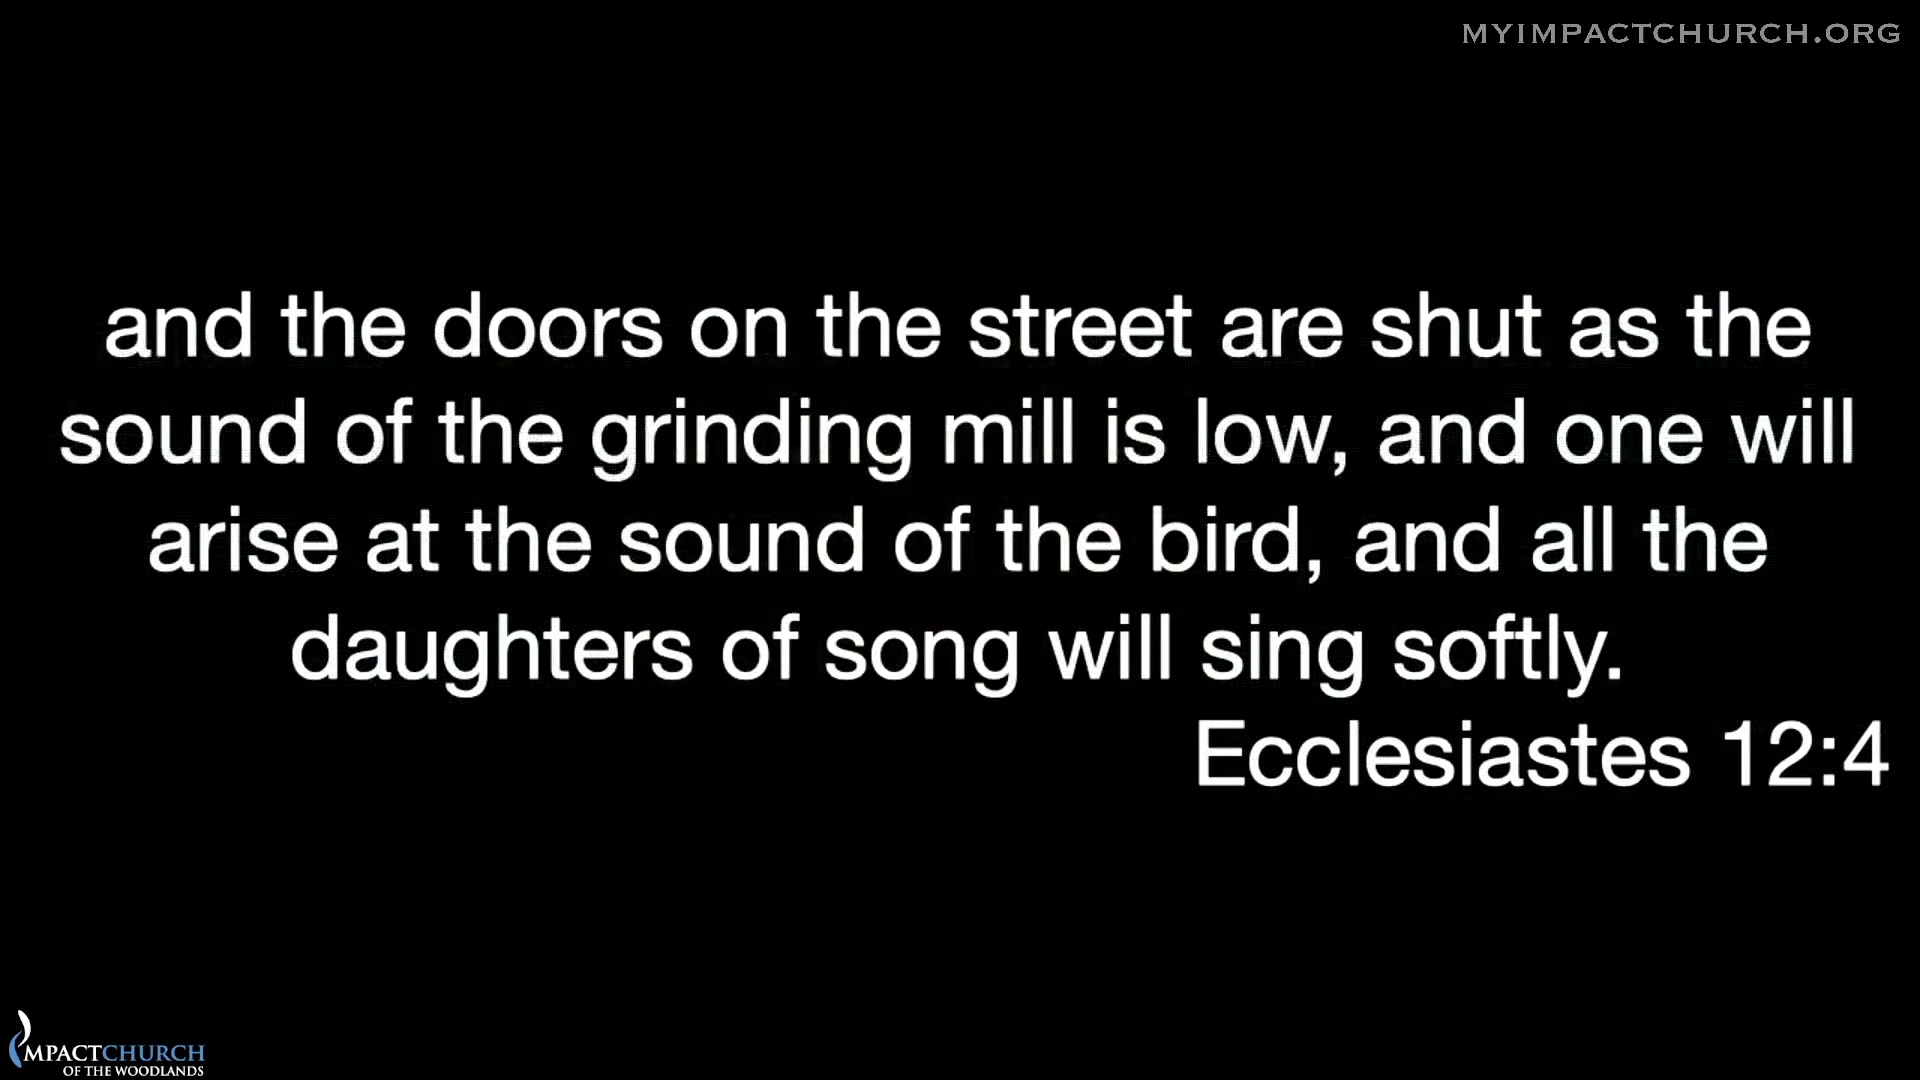 MYIMPACTCHURCH.ORG
and the doors on the street are shut as the
sound of the grinding mill is low, and one will
arise at the sound of the bird, and all the
daughters of song will sing softly.
Ecclesiastes 12:4
IMPACTCHURCH
OF THE WOODLANDS